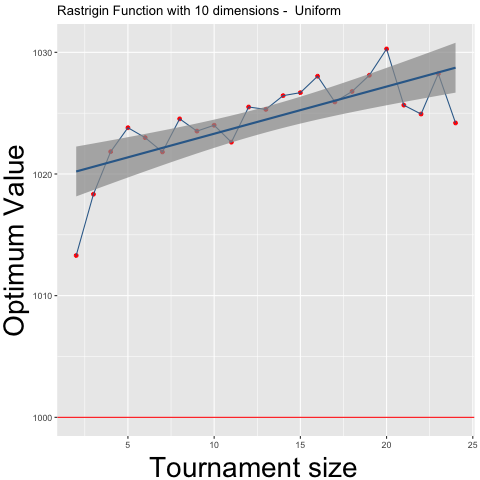 Rastrigin Function with 10 dimensions -  Uniform
Optimum Value
1030
1020
1010
1000
5 10 15 20 25
Tournament size